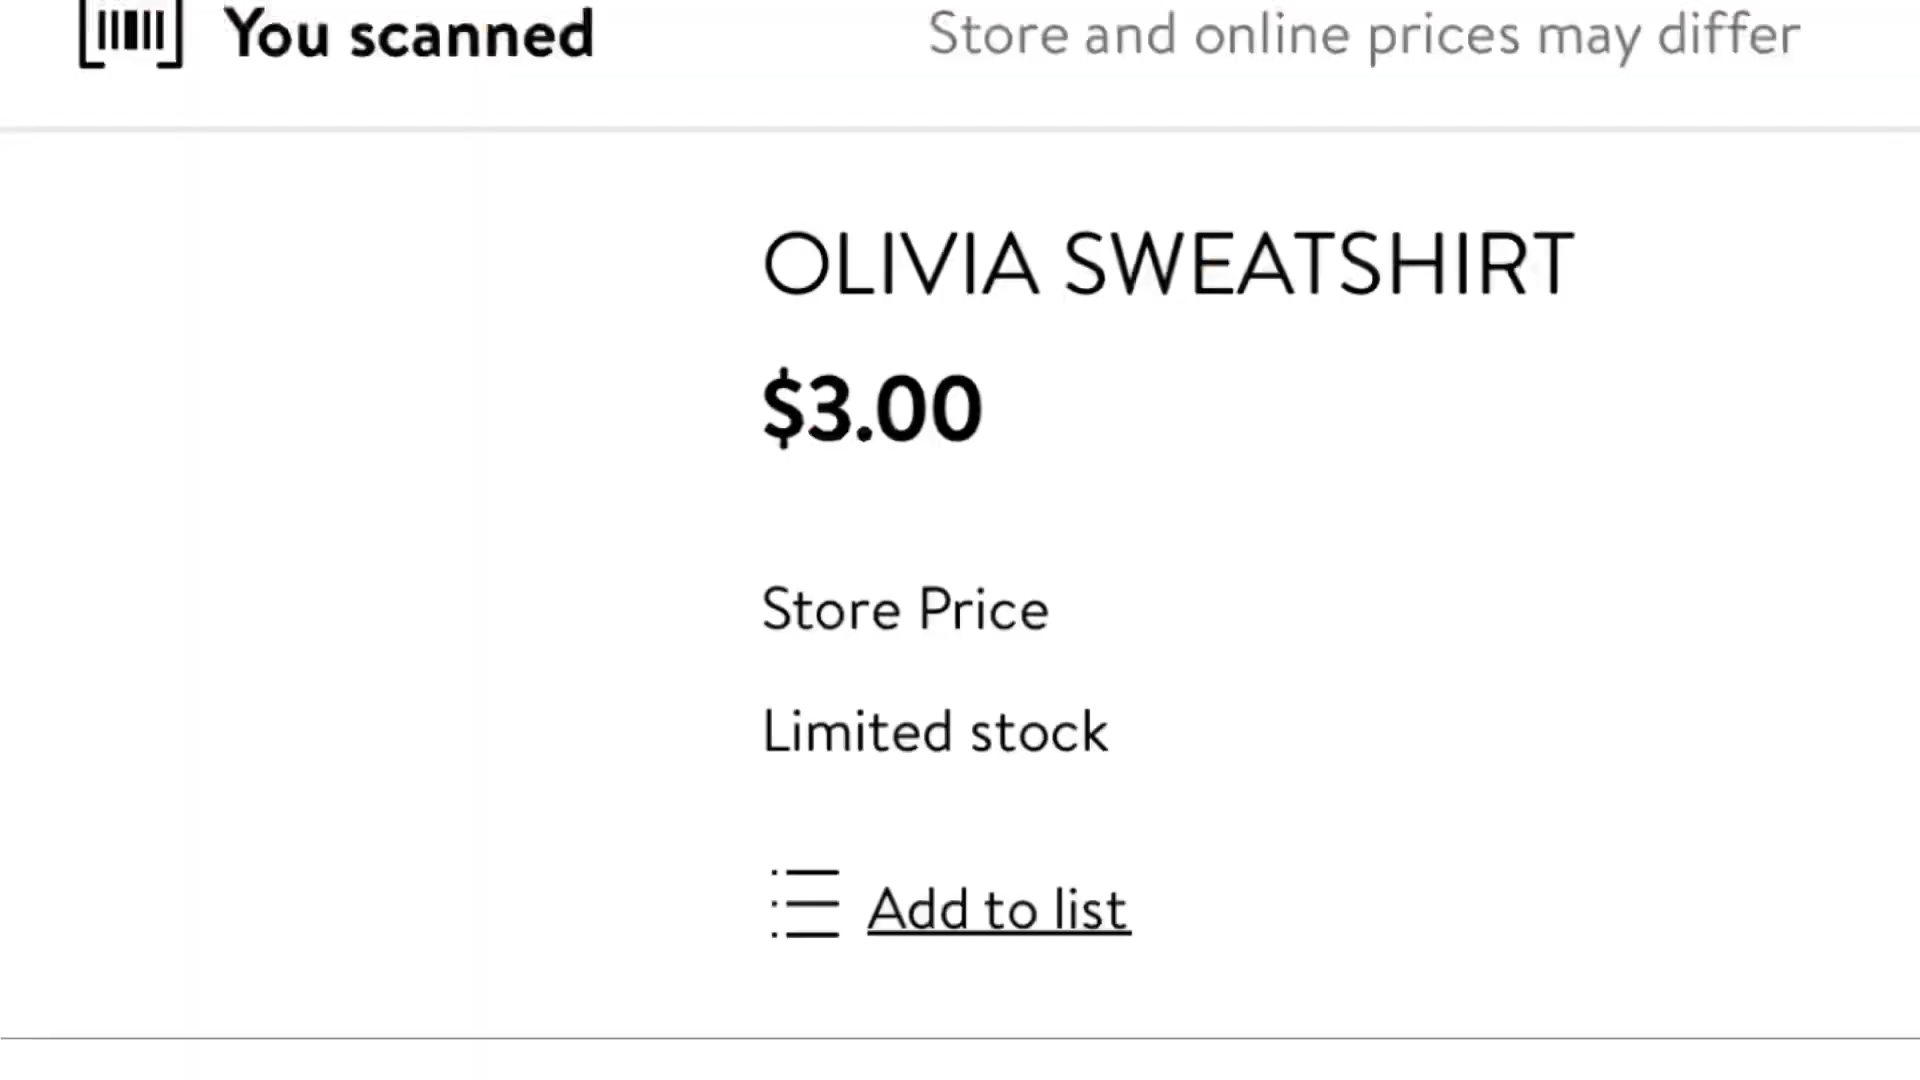 You scanned
Store and online prices may differ
OLIVIA SWEATSHIRT
$3.00
Store Price
Limited stock
Add to list